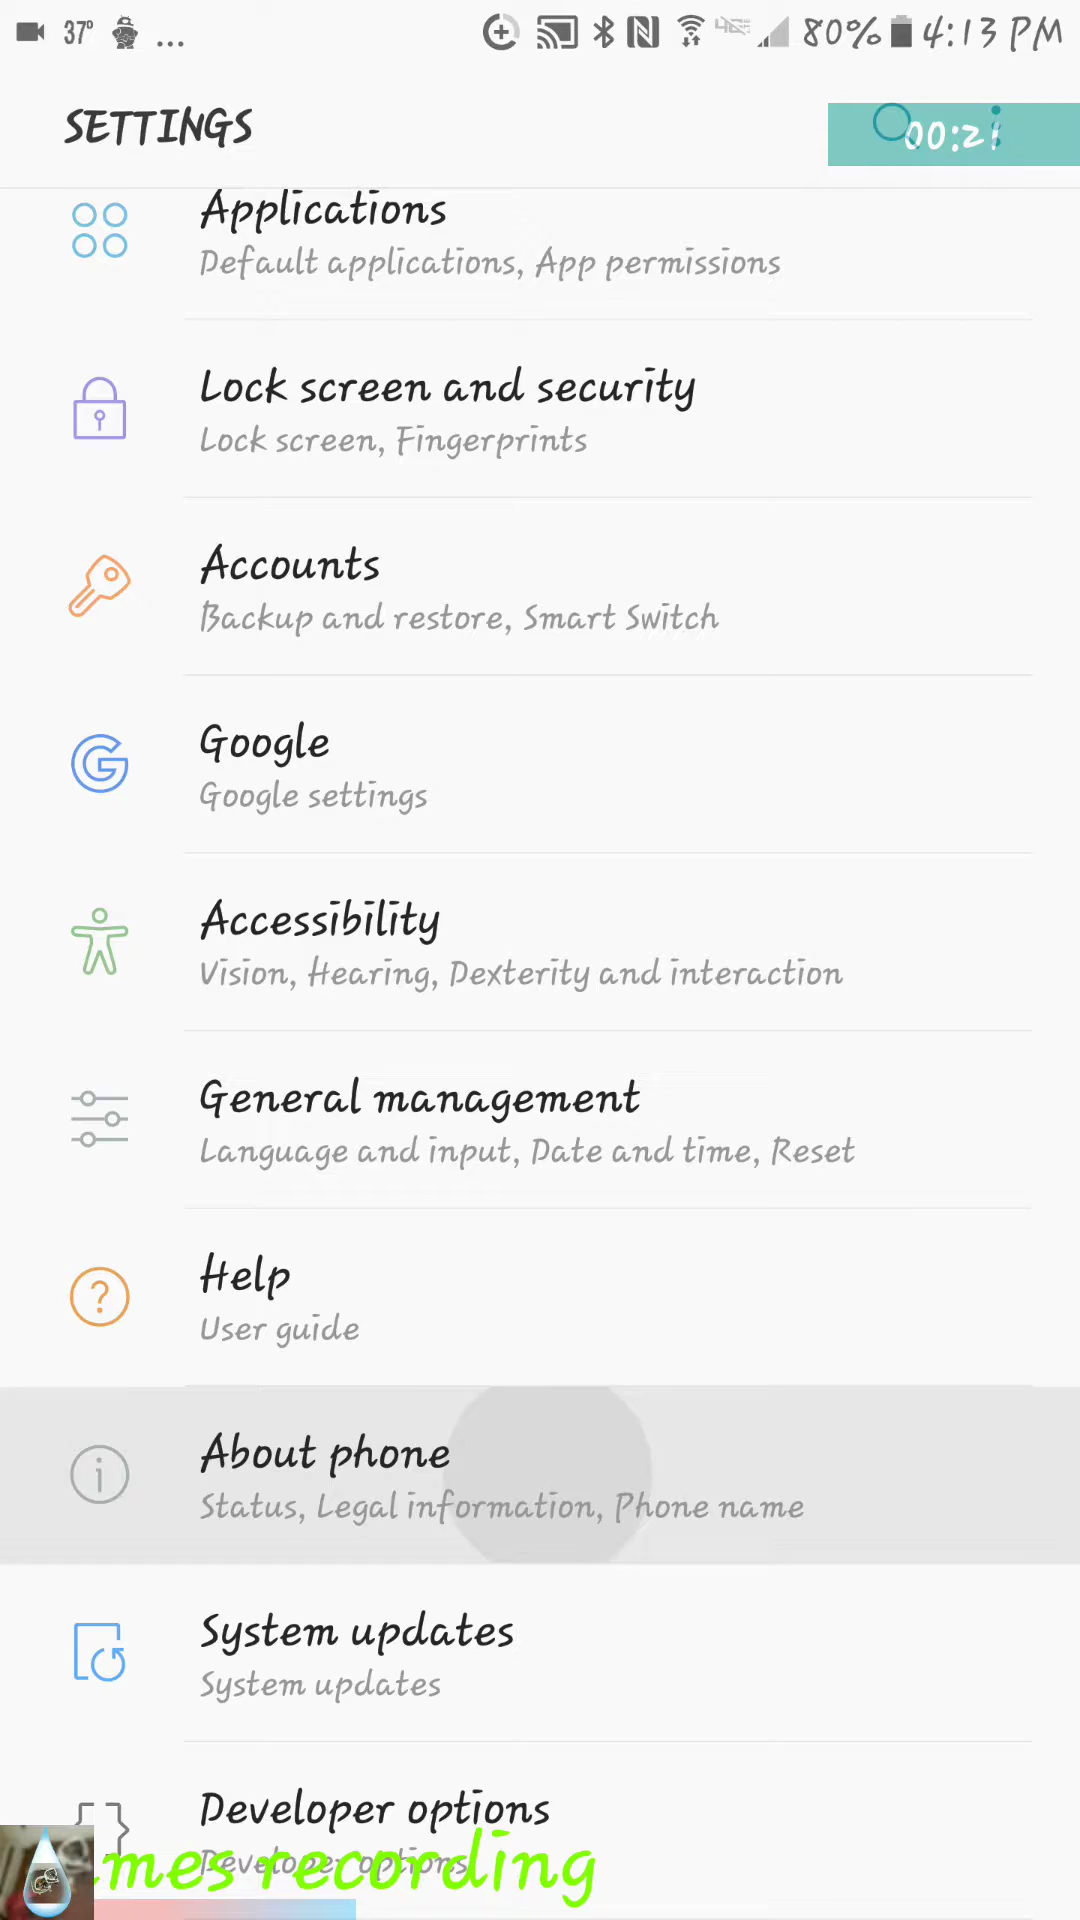 37°
...
80%
4:13 PM
SETTINGS
00:21
Applications
Default applications, App permissions
Lock screen and security
Lock screen, Fingerprints
Accounts
Backup and restore, Smart Switch
Google
Google settings
Accessibility
Vision, Hearing, Dexterity and interaction
General management
Language and input, Date and time, Reset
Help
User guide
About phone
Status, Legal information, Phone name
System updates
System updates
Developer options
Developer options
mes recording